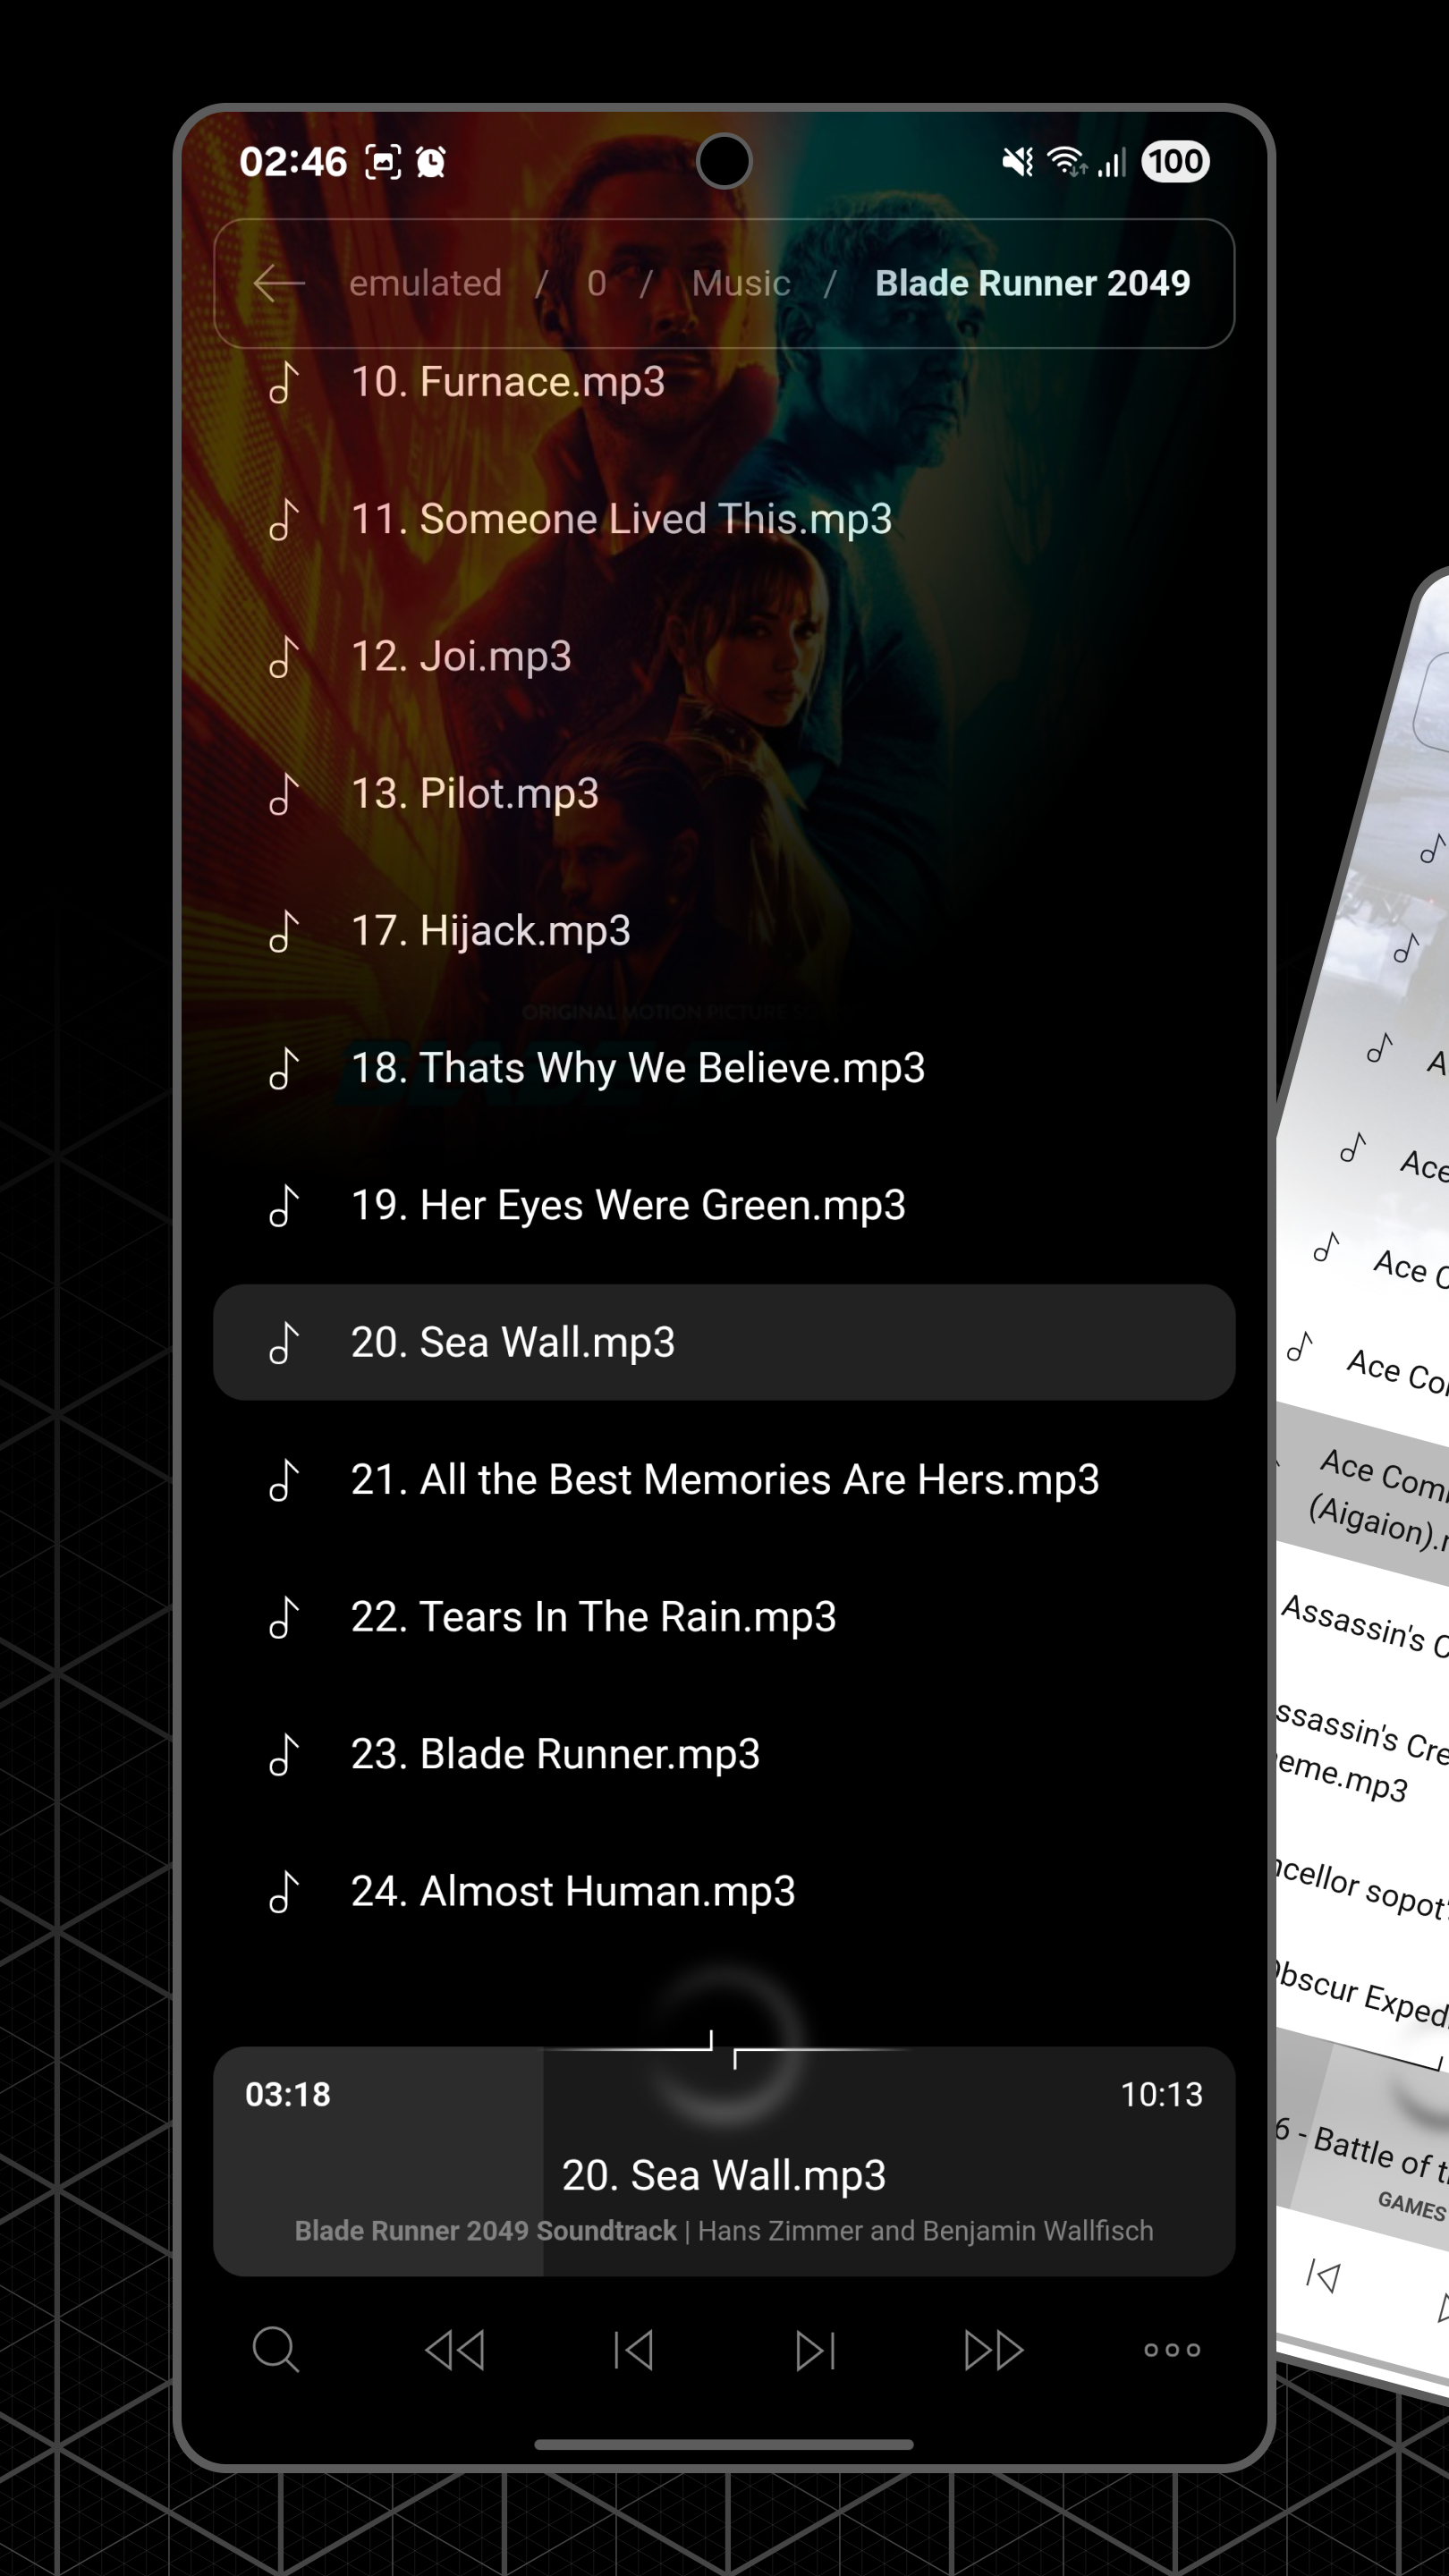 02:46
100
emulated / 0 / Music / Blade Runner 2049
10. Furnace.mp3
11. Someone Lived This.mp3
12. Joi.mp3
13. Pilot.mp3
17. Hijack.mp3
ORIGINAL MOTION PICTURE
18. Thats Why We Believe.mp3
19. Her Eyes Were Green.mp3
20. Sea Wall.mp3
21. All the Best Memories Are Hers.mp3
22. Tears In The Rain.mp3
23. Blade Runner.mp3
24. Almost Human.mp3
03:18
10:13
20. Sea Wall.mp3
Blade Runner 2049 Soundtrack | Hans Zimmer and Benjamin Wallfisch
A
Ace
Ace C
Ace Co
Ace Com
(Aigaion).
Assassin's C
ssassin's Cre
eme.mp3
ncellor sopot'
Obscur Exped
6 - Battle of t
GAMES